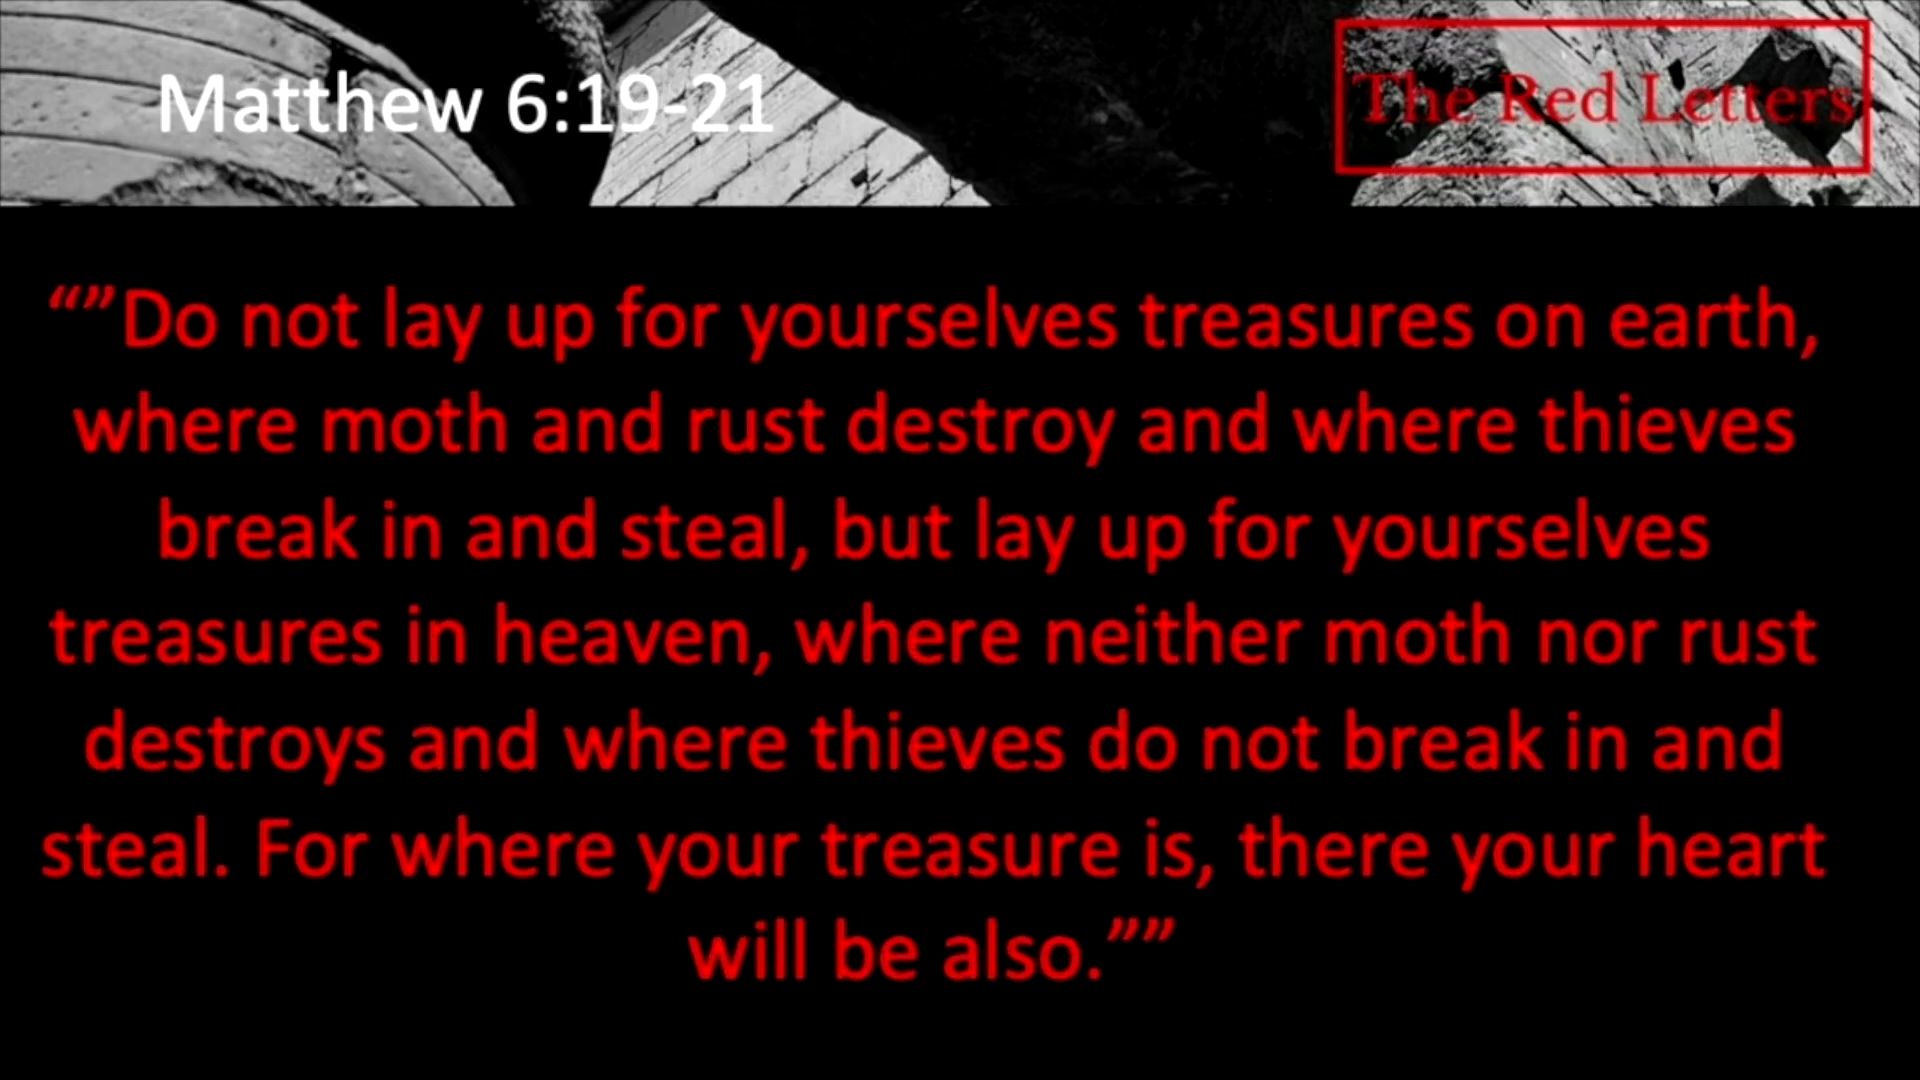 Matthew 6:19-21
The Red Letters
“”Do not lay up for yourselves treasures on earth,
where moth and rust destroy and where thieves
break in and steal, but lay up for yourselves
treasures in heaven, where neither moth nor rust
destroys and where thieves do not break in and
steal. For where your treasure is, there your heart
will be also.””